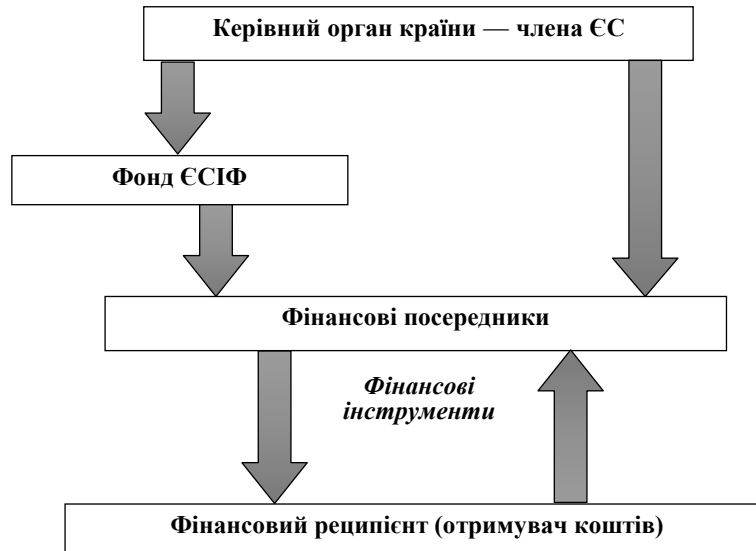 Керівний орган країни — члена ЄС
Фонд ЄСІФ
Фінансові посередники
Фінансові
інструменти
Фінансовий реципієнт (отримувач коштів)